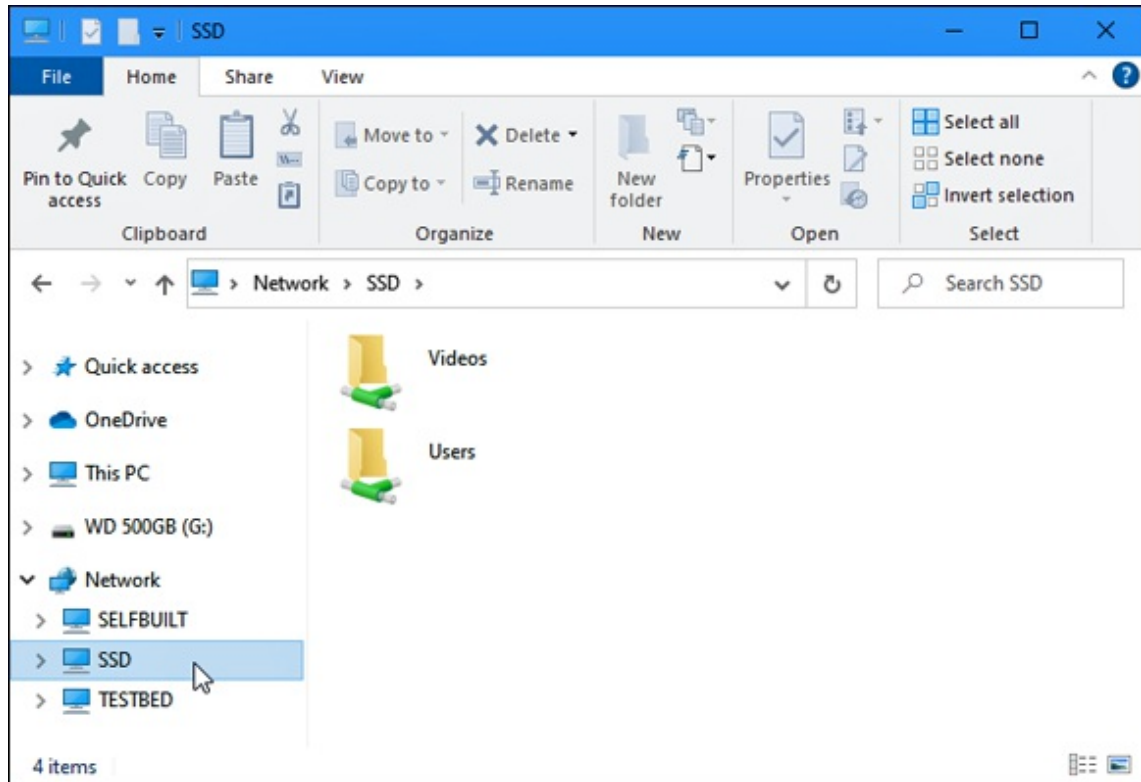 SSD
File Home Share View
Pin to Quick access Copy Paste
Move to Delete
Copy to Rename
New folder
Properties
Select all
Select none
Invert selection
Clipboard Organize New Open Select
Network SSD Search SSD
Quick access
OneDrive
This PC
WD 500GB (G:)
Network
SELFBUILT
SSD
TESTBED
Videos
Users
4 items